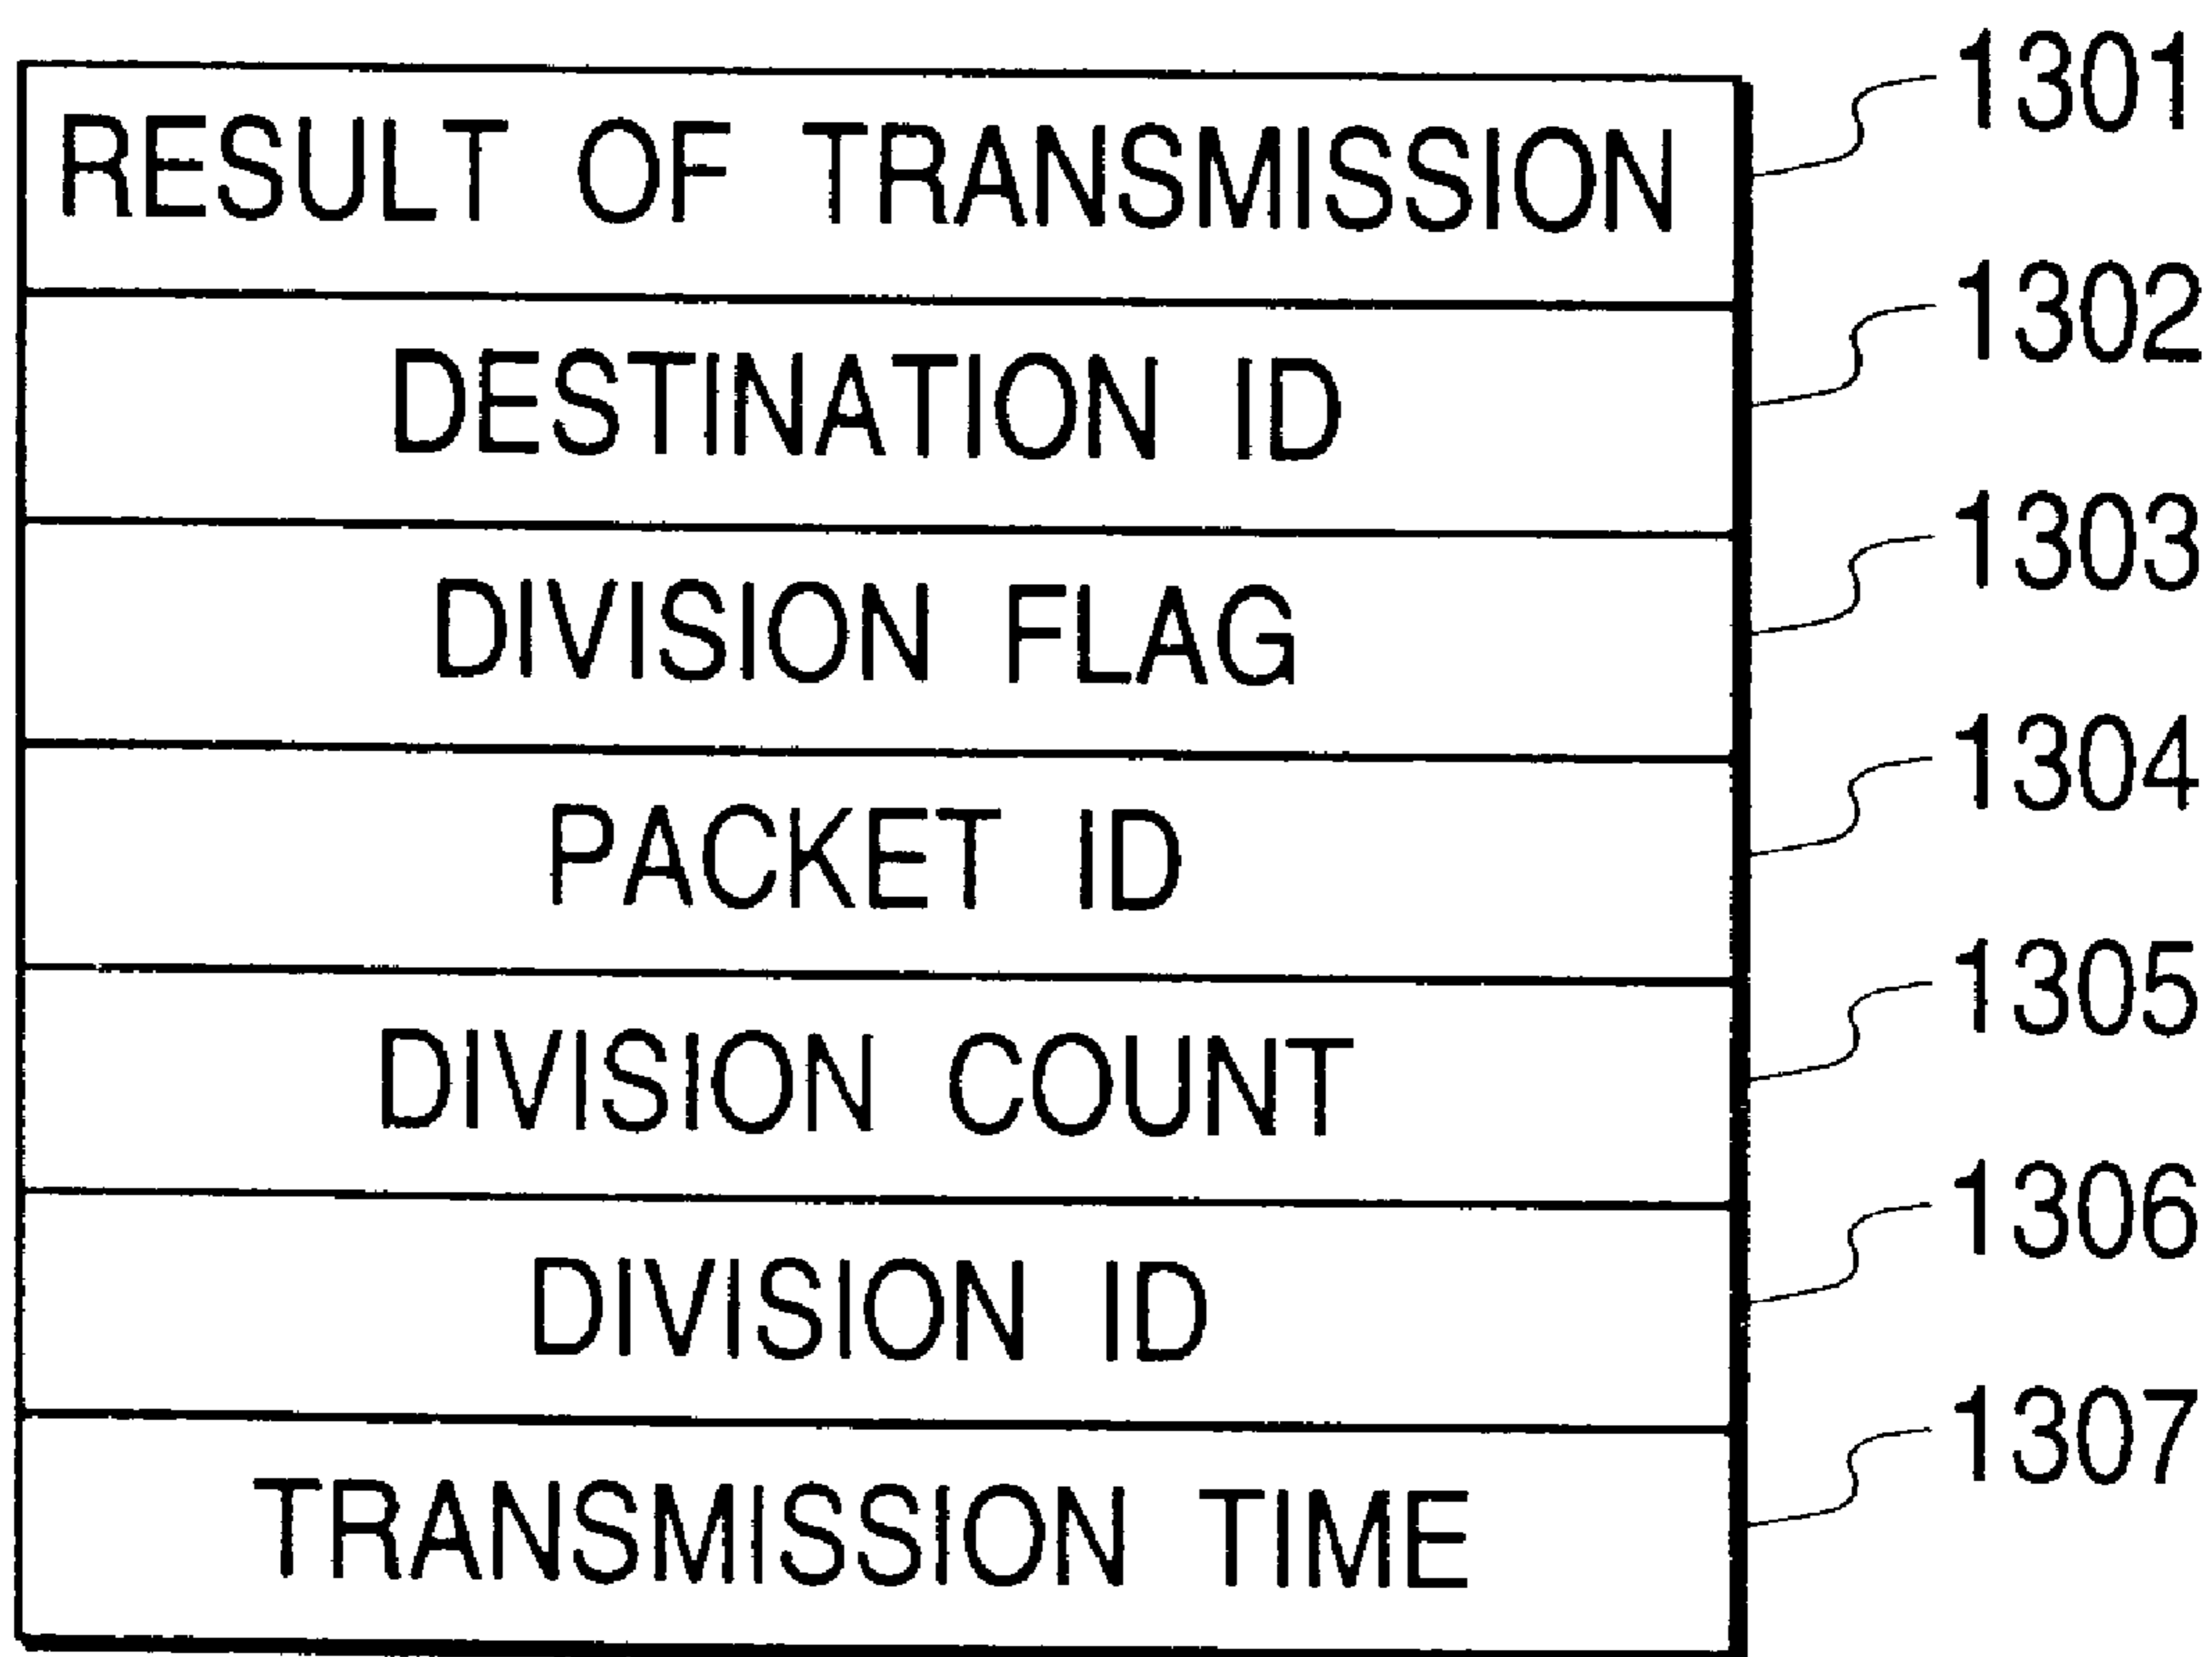 RESULT OF TRANSMISSION 1301
DESTINATION ID 1302
DIVISION FLAG 1303
PACKET ID 1304
DIVISION COUNT 1305
DIVISION ID 1306
TRANSMISSION TIME 1307